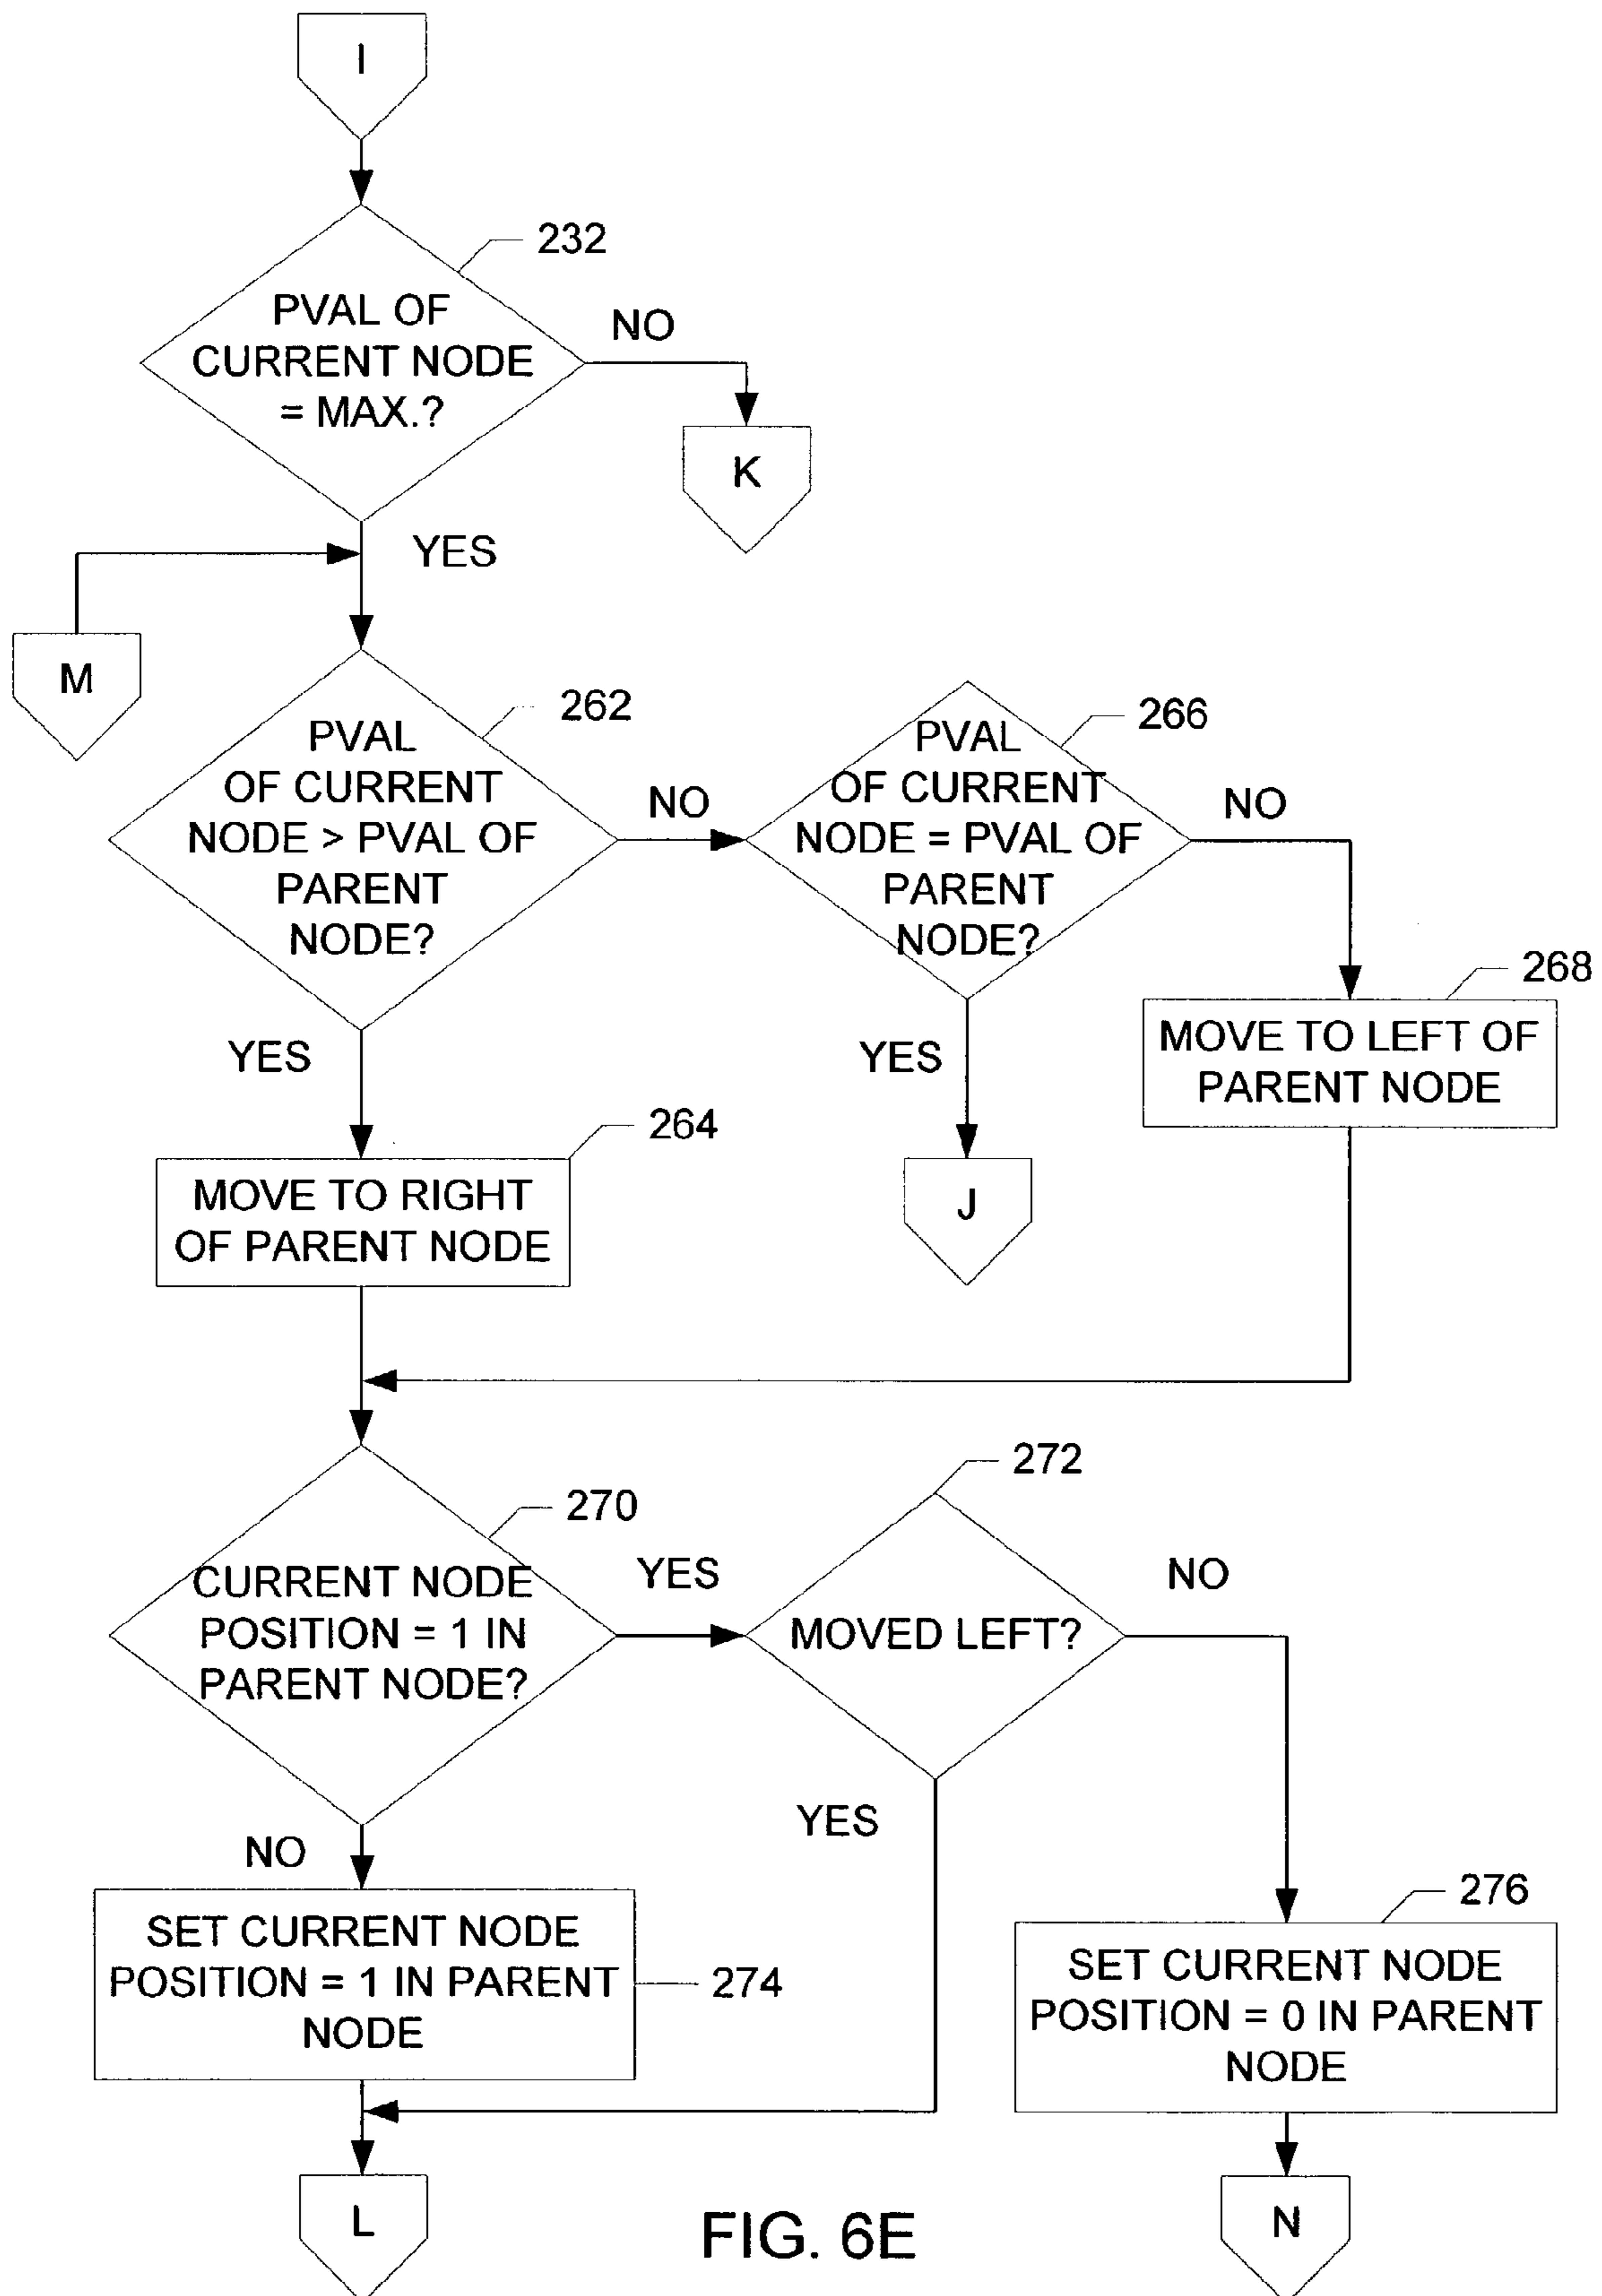 I
232
PVAL OF
CURRENT NODE
= MAX.?
NO
K
YES
M
262
PVAL
OF CURRENT
NODE > PVAL OF
PARENT
NODE?
NO
266
PVAL
OF CURRENT
NODE = PVAL OF
PARENT
NODE?
NO
268
MOVE TO LEFT OF
PARENT NODE
YES
YES
264
MOVE TO RIGHT
OF PARENT NODE
J
270
CURRENT NODE
POSITION = 1 IN
PARENT NODE?
YES
272
MOVED LEFT?
NO
YES
NO
SET CURRENT NODE
POSITION = 1 IN PARENT
NODE
274
276
SET CURRENT NODE
POSITION = 0 IN PARENT
NODE
L
N
FIG. 6E